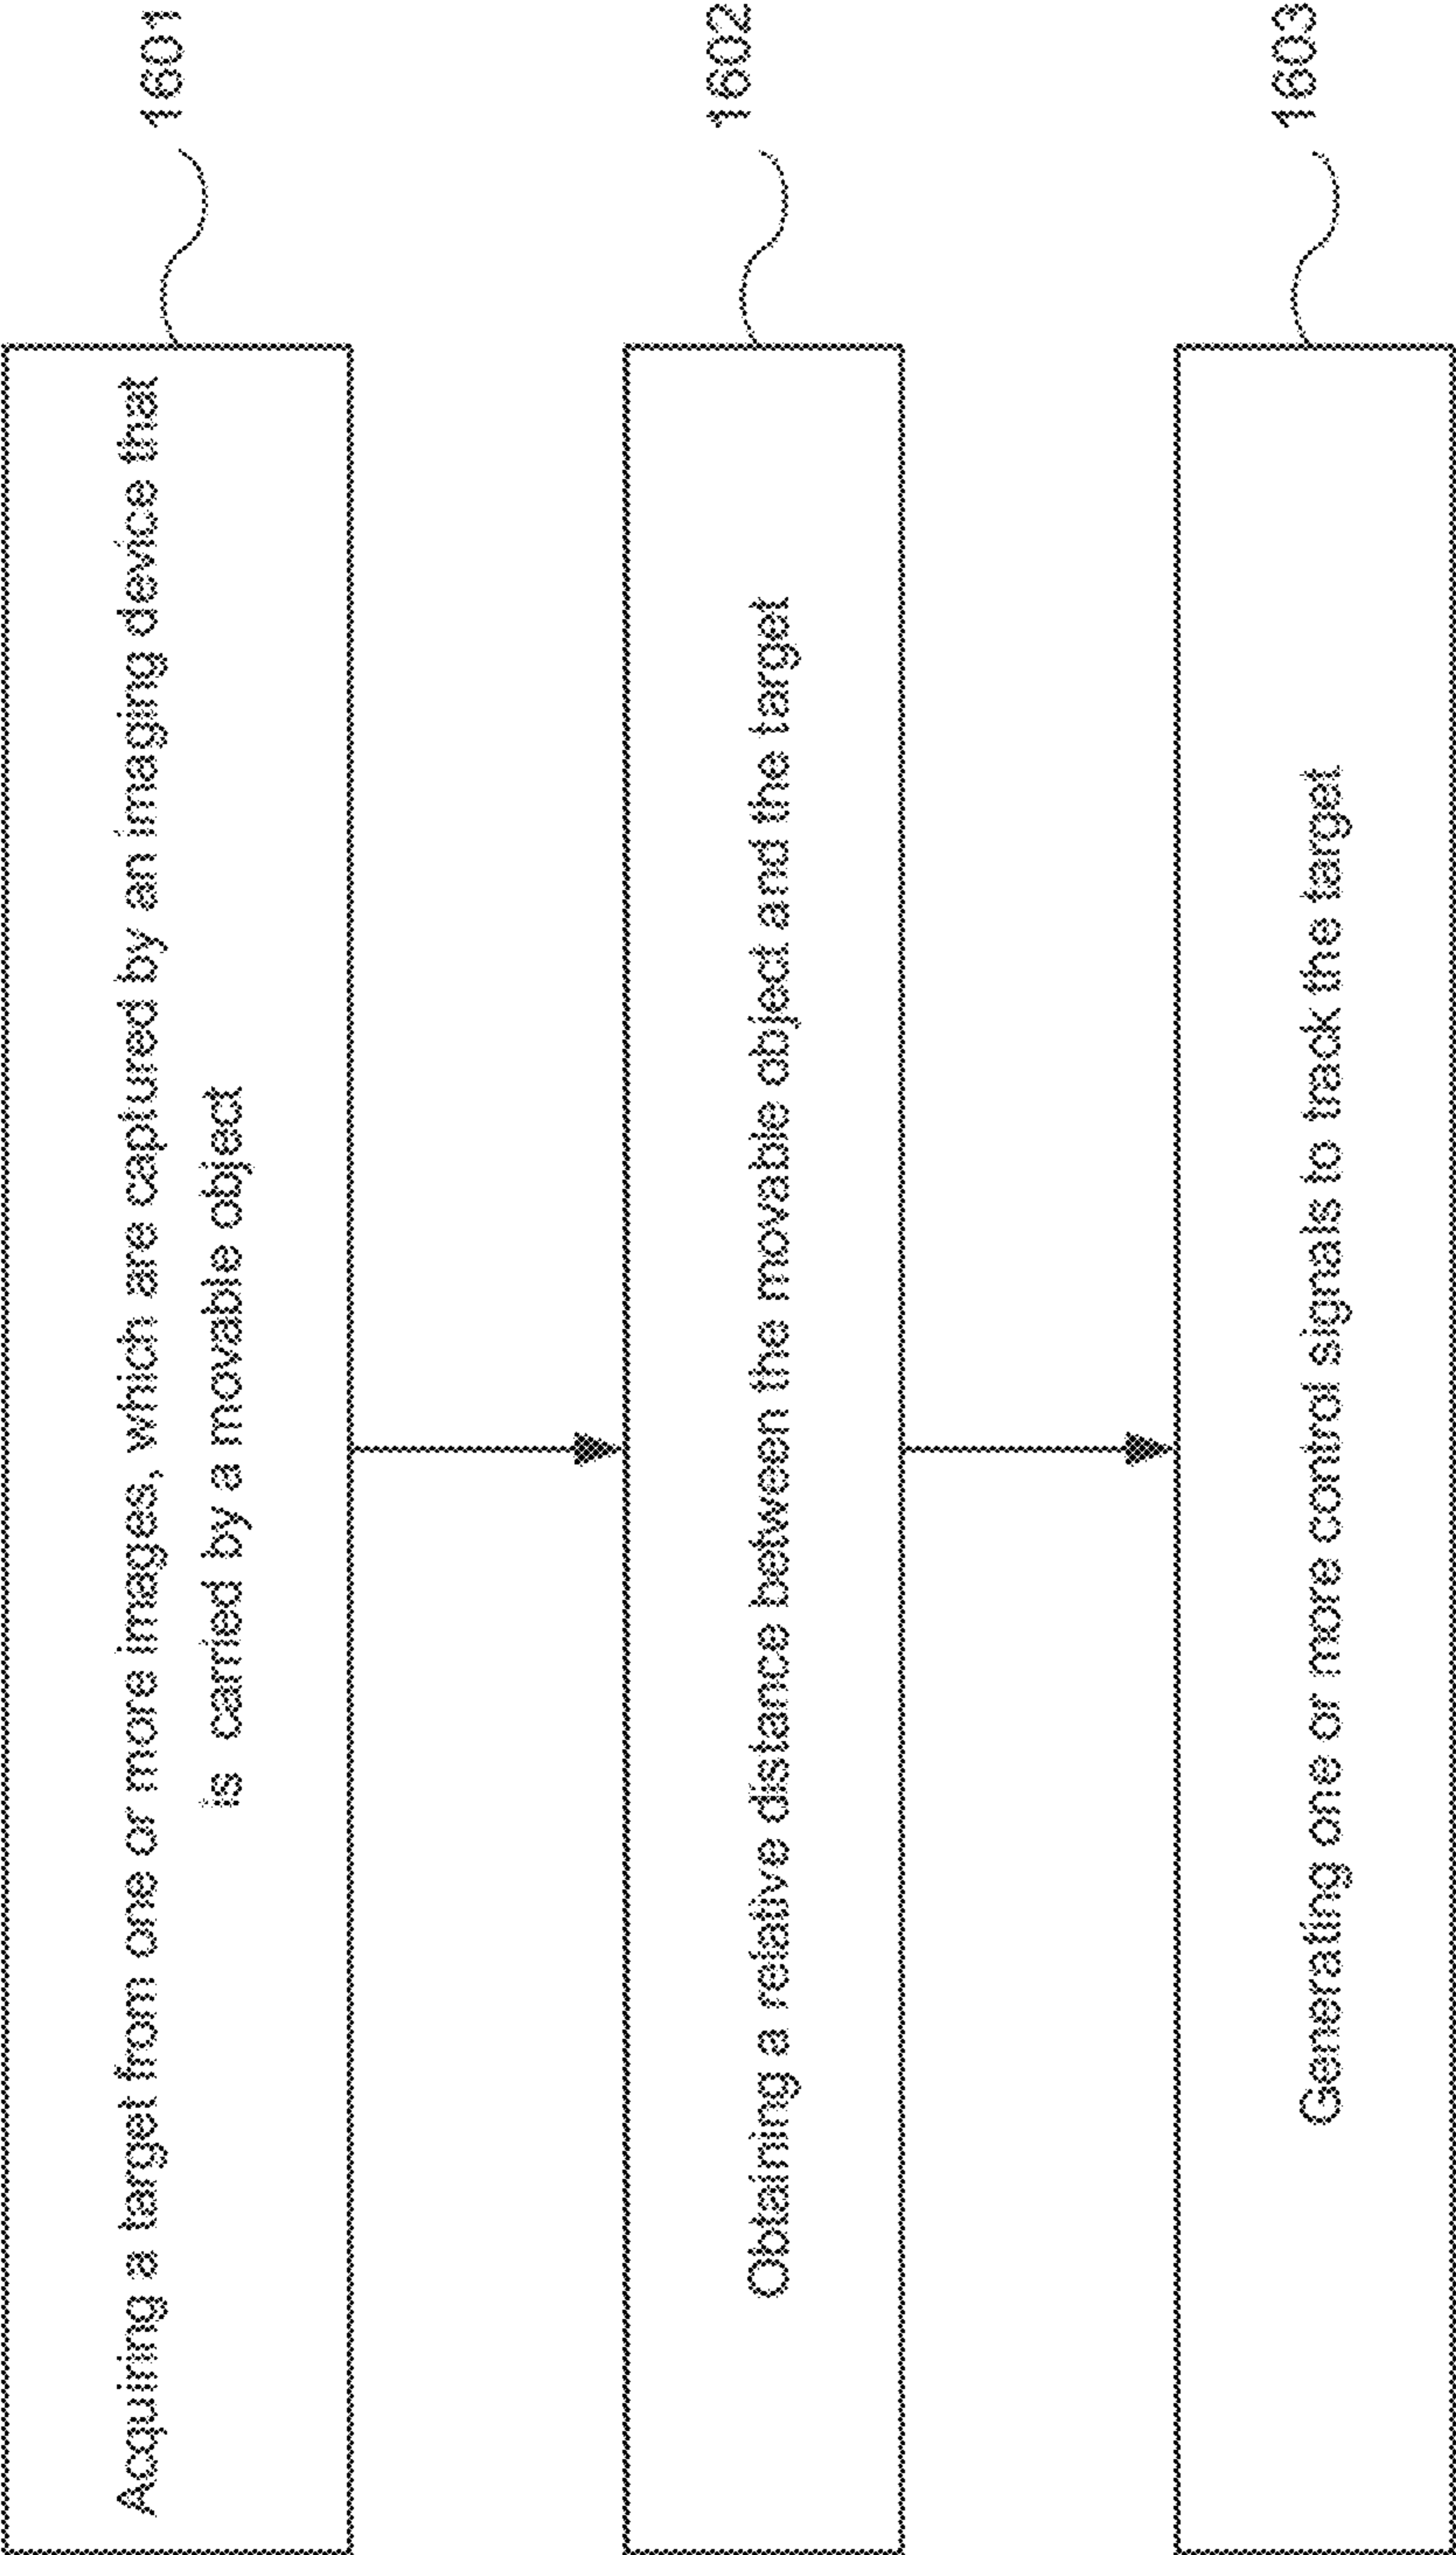 Acquiring a target from one or more images, which are captured by an imaging device that
is carried by a movable object
1601
Obtaining a relative distance between the movable object and the target
1602
Generating one or more control signals to track the target
1603